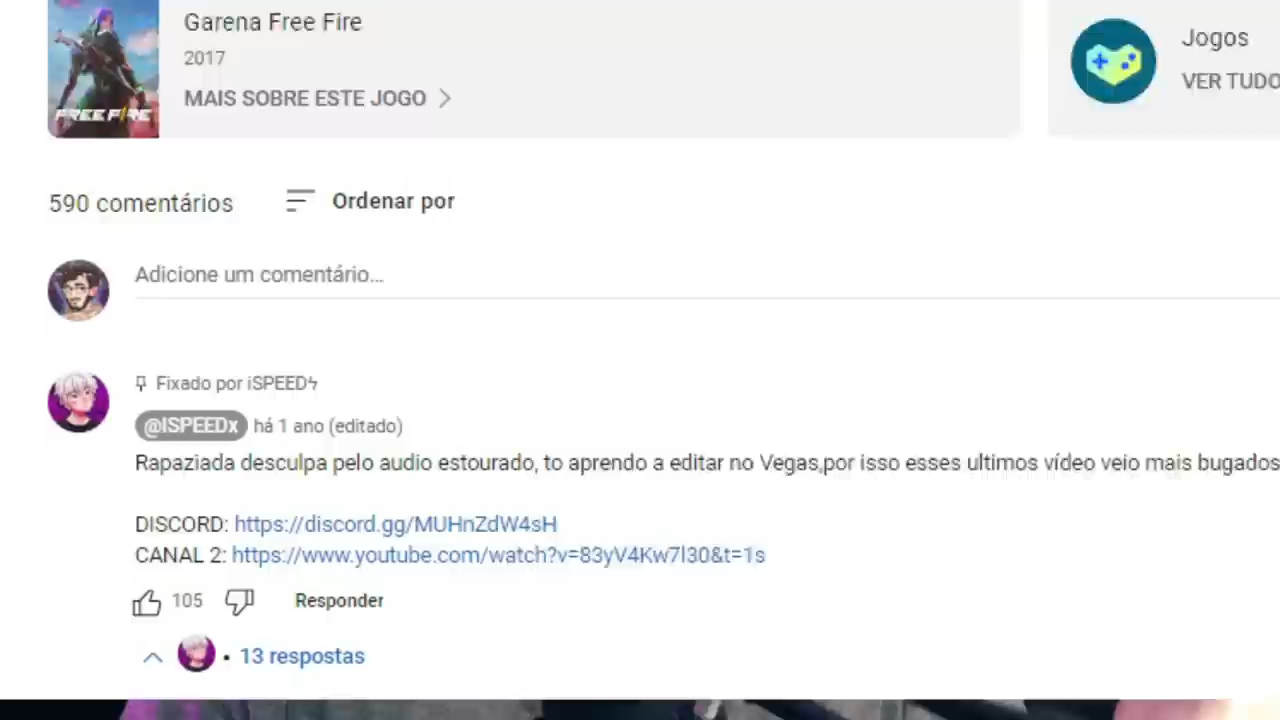 Garena Free Fire
2017
MAIS SOBRE ESTE JOGO
FREE FIRE
Jogos
VER TUDO
590 comentários
Ordenar por
Adicione um comentário...
Fixado por iSPEEDϟ
@ISPEEDx há 1 ano (editado)
Rapaziada desculpa pelo audio estourado, to aprendo a editar no Vegas,por isso esses ultimos vídeo veio mais bugados
DISCORD: https://discord.gg/MUHnZdW4sH
CANAL 2: https://www.youtube.com/watch?v=83yV4Kw7l30&t=1s
105
Responder
• 13 respostas